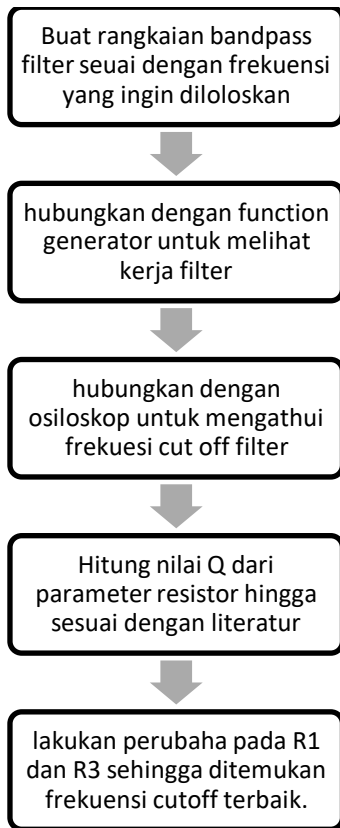 Buat rangkaian bandpass
filter seuai dengan frekuensi
yang ingin diloloskan
hubungkan dengan function
generator untuk melihat
kerja filter
hubungkan dengan
osiloskop untuk mengathui
frekuesi cut off filter
Hitung nilai Q dari
parameter resistor hingga
sesuai dengan literatur
lakukan perubaha pada R1
dan R3 sehingga ditemukan
frekuensi cutoff terbaik.